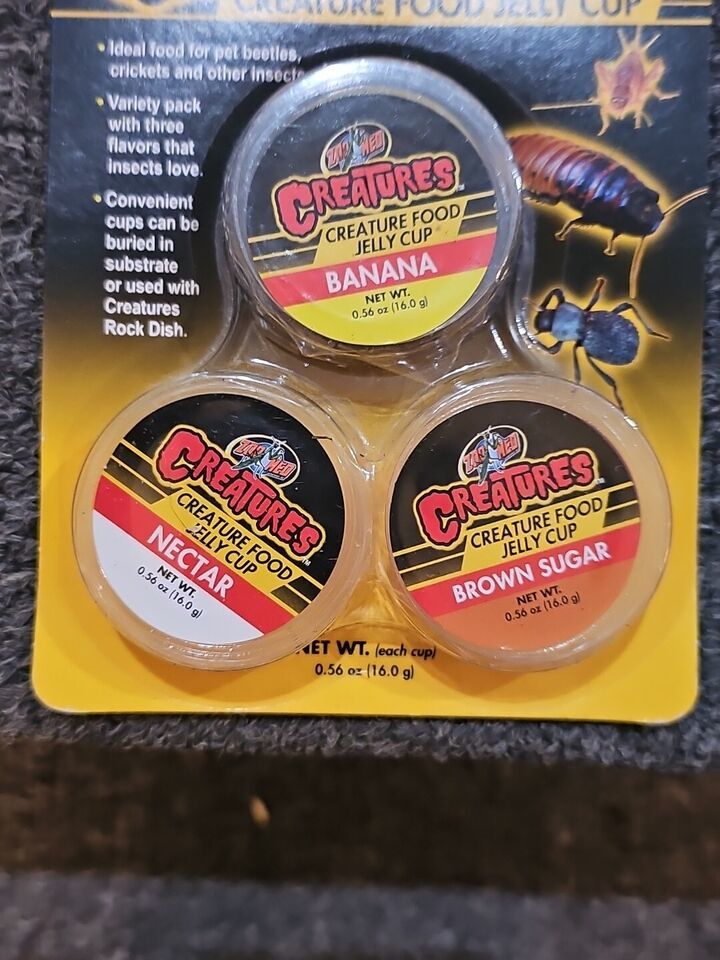 CREATURE FOOD JELLY CUP
• Ideal food for pet beetles,
crickets and other insects
• Variety pack
with three
flavors that
insects love.
• Convenient
cups can be
buried in
substrate
or used with
Creatures
Rock Dish.
ZOO MED
CREATURES™
CREATURE FOOD
JELLY CUP
BANANA
NET WT.
0.56 oz (16.0 g)
ZOO MED
CREATURES™
CREATURE FOOD
JELLY CUP
NECTAR
NET WT.
0.56 oz (16.0 g)
ZOO MED
CREATURES™
CREATURE FOOD
JELLY CUP
BROWN SUGAR
NET WT.
0.56 oz (16.0 g)
NET WT. (each cup)
0.56 oz (16.0 g)